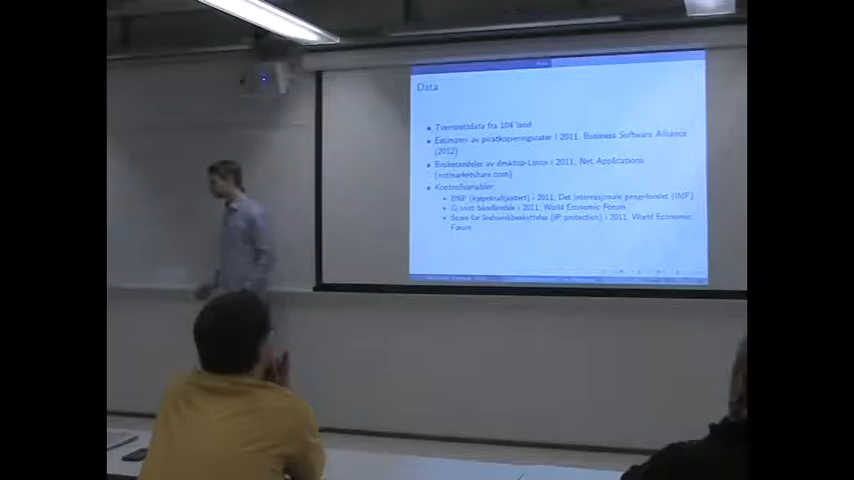 Data
Tverrsnittdata fra 104 land
Estimater av piratkopieringsrater i 2011, Business Software Alliance
(2012)
Brukerandeler av desktop-Linux i 2011, Net Applications
(netmarketshare.com)
Kontrollvariabler
BNP (kjøpekraftjustert) i 2011, Det internasjonale pengefondet (IMF)
Gj.snitt båndbredde i 2011, World Economic Forum
Score for åndsverkbeskyttelse (IP protection) i 2011, World Economic
Forum